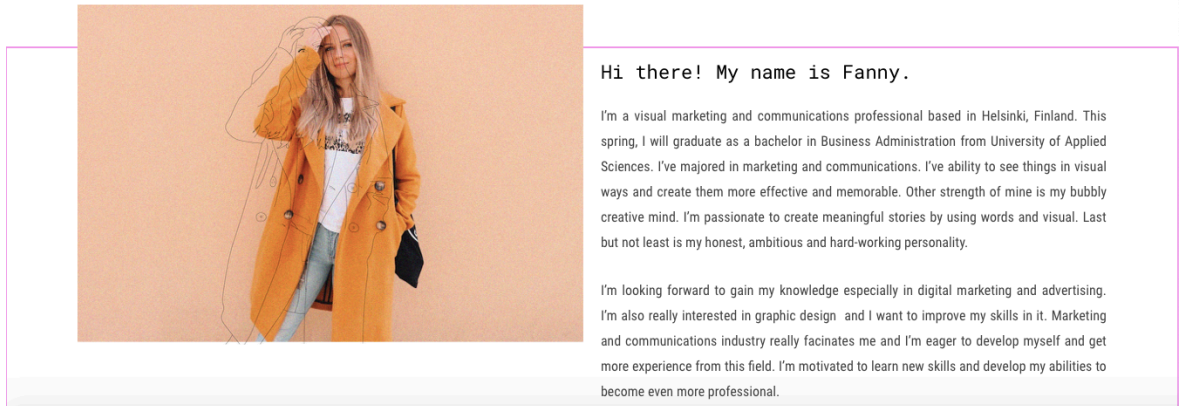 Hi there! My name is Fanny.
I'm a visual marketing and communications professional based in Helsinki, Finland. This
spring, I will graduate as a bachelor in Business Administration from University of Applied
Sciences. I've majored in marketing and communications. I've ability to see things in visual
ways and create them more effective and memorable. Other strength of mine is my bubbly
creative mind. I'm passionate to create meaningful stories by using words and visual. Last
but not least is my honest, ambitious and hard-working personality.
I'm looking forward to gain my knowledge especially in digital marketing and advertising.
I'm also really interested in graphic design  and I want to improve my skills in it. Marketing
and communications industry really facinates me and I'm eager to develop myself and get
more experience from this field. I'm motivated to learn new skills and develop my abilities to
become even more professional.